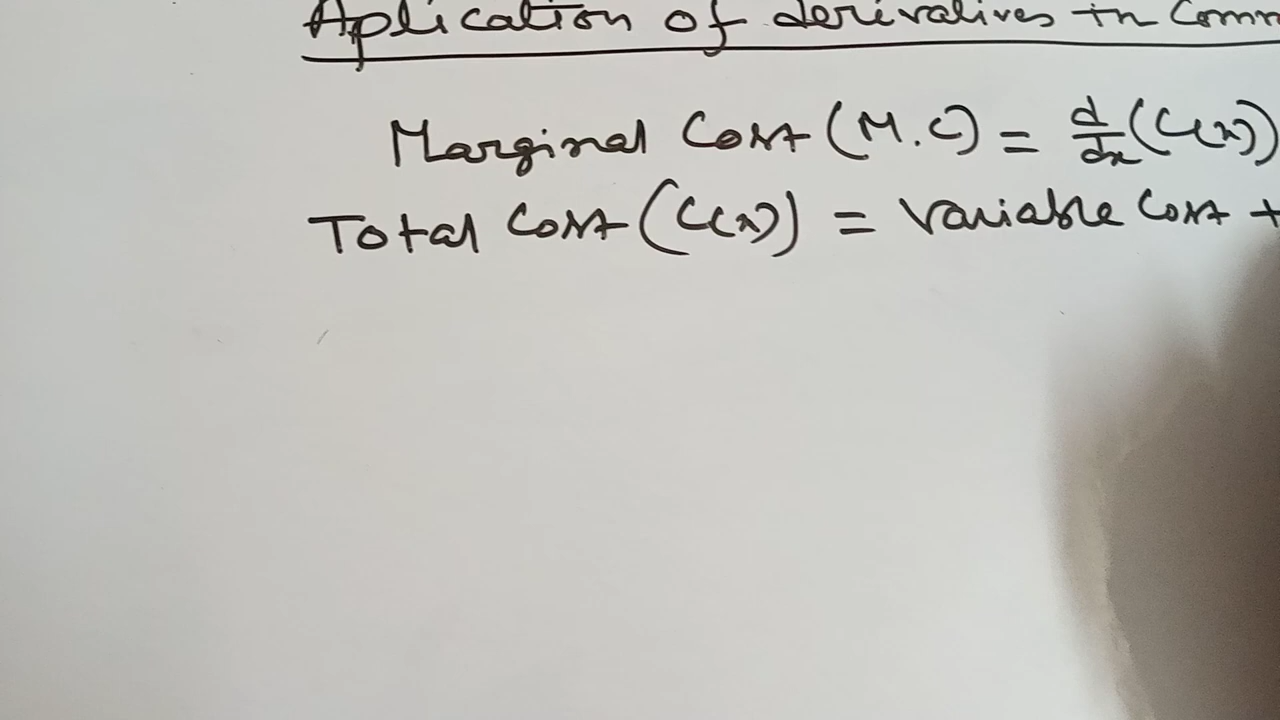 Aplication of derivatives in Comm
Marginal Cost (M.C) = d/dx (C(x))
Total Cost (C(x)) = Variable Cost +